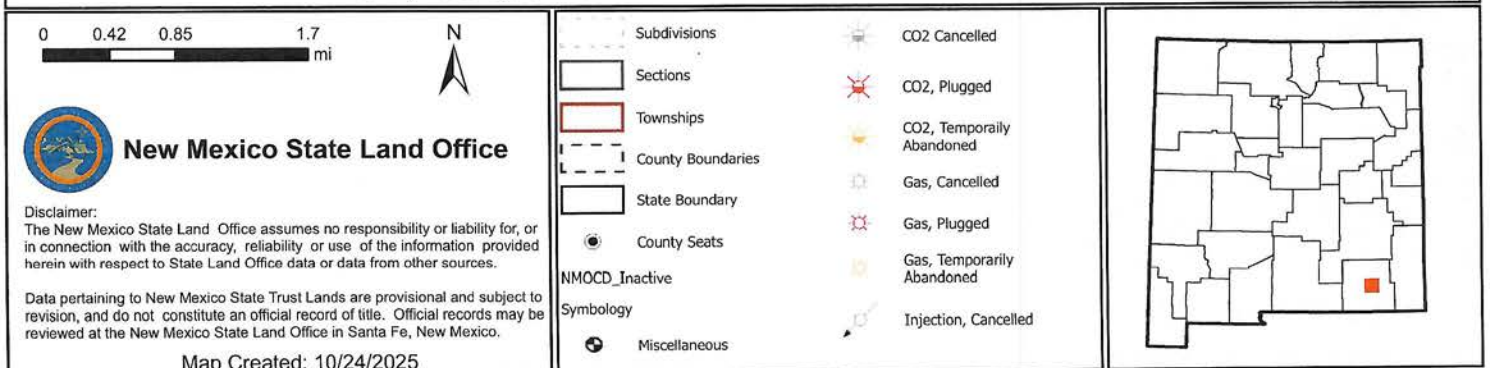 0 0.42 0.85 1.7
mi
N
New Mexico State Land Office
Disclaimer:
The New Mexico State Land Office assumes no responsibility or liability for, or
in connection with the accuracy, reliability or use of the information provided
herein with respect to State Land Office data or data from other sources.
Data pertaining to New Mexico State Trust Lands are provisional and subject to
revision, and do not constitute an official record of title. Official records may be
reviewed at the New Mexico State Land Office in Santa Fe, New Mexico.
Map Created: 10/24/2025
Subdivisions
Sections
Townships
County Boundaries
State Boundary
County Seats
NMOCD_Inactive
Symbology
Miscellaneous
CO2 Cancelled
CO2, Plugged
CO2, Temporaily
Abandoned
Gas, Cancelled
Gas, Plugged
Gas, Temporarily
Abandoned
Injection, Cancelled